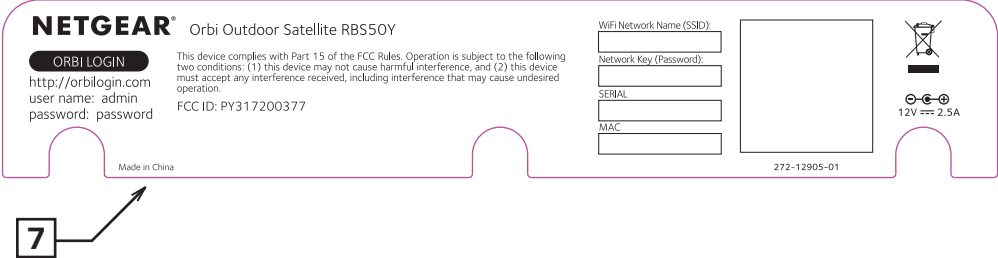 NETGEAR® Orbi Outdoor Satellite RBS50Y
ORBI LOGIN
http://orbilogin.com
user name: admin
password: password
This device complies with Part 15 of the FCC Rules. Operation is subject to the following
two conditions: (1) this device may not cause harmful interference, and (2) this device
must accept any interference received, including interference that may cause undesired
operation.
FCC ID: PY317200377
Made in China
WiFi Network Name (SSID):
Network Key (Password):
SERIAL
MAC
272-12905-01
12V ⎓ 2.5A
7